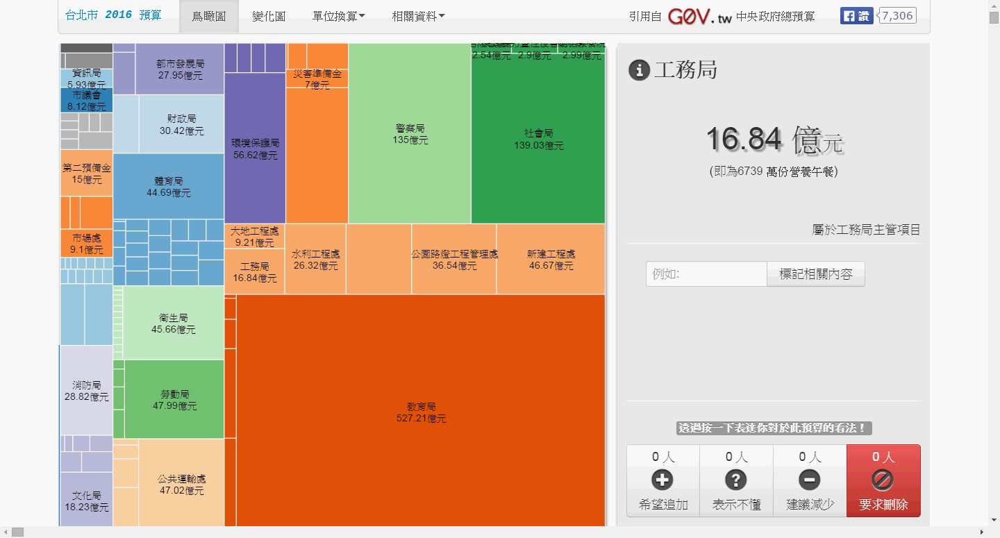 台北市 2016 預算
鳥瞰圖
變化圖
單位換算
相關資料
引用自 G0V.tw 中央政府總預算
讚
7,306
資訊局
5.93億元
市議會
8.12億元
第二預備金
15億元
市場處
9.1億元
消防局
28.82億元
文化局
18.23億元
都市發展局
27.95億元
財政局
30.42億元
體育局
44.69億元
衛生局
45.66億元
勞動局
47.99億元
公共運輸處
47.02億元
環境保護局
56.62億元
災害準備金
7億元
警察局
135億元
2.54億元
2.9億元
2.99億元
社會局
139.03億元
大地工程處
9.21億元
工務局
16.84億元
水利工程處
26.32億元
公園路燈工程管理處
36.54億元
新建工程處
46.67億元
教育局
527.21億元
工務局
16.84 億元
(即為6739 萬份營養午餐)
屬於工務局主管項目
例如:
標記相關內容
透過按一下表達你對於此預算的看法！
0 人
希望追加
0 人
表示不懂
0 人
建議減少
0 人
要求刪除